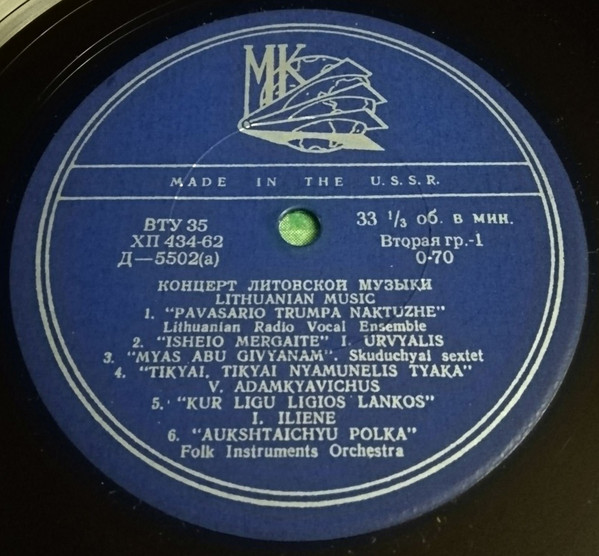 МК
MADE IN THE U.S.S.R.
ВТУ 35
ХП 434-62
Д—5502(а)
33 1/3 об. в мин.
Вторая гр.-1
0-70
КОНЦЕРТ ЛИТОВСКОЙ МУЗЫКИ
LITHUANIAN MUSIC
1. "PAVASARIO TRUMPA NAKTUZHE"
Lithuanian Radio Vocal Ensemble
2. "ISHEIO MERGAITE" I. URVYALIS
3. "MYAS ABU GIVYANAM". Skuduchyai sextet
4. "TIKYAI, TIKYAI NYAMUNELIS TYAKA"
V. ADAMKYAVICHUS
5. "KUR LIGU LIGIOS LANKOS"
I. ILIENE
6. "AUKSHTAICHYU POLKA"
Folk Instruments Orchestra